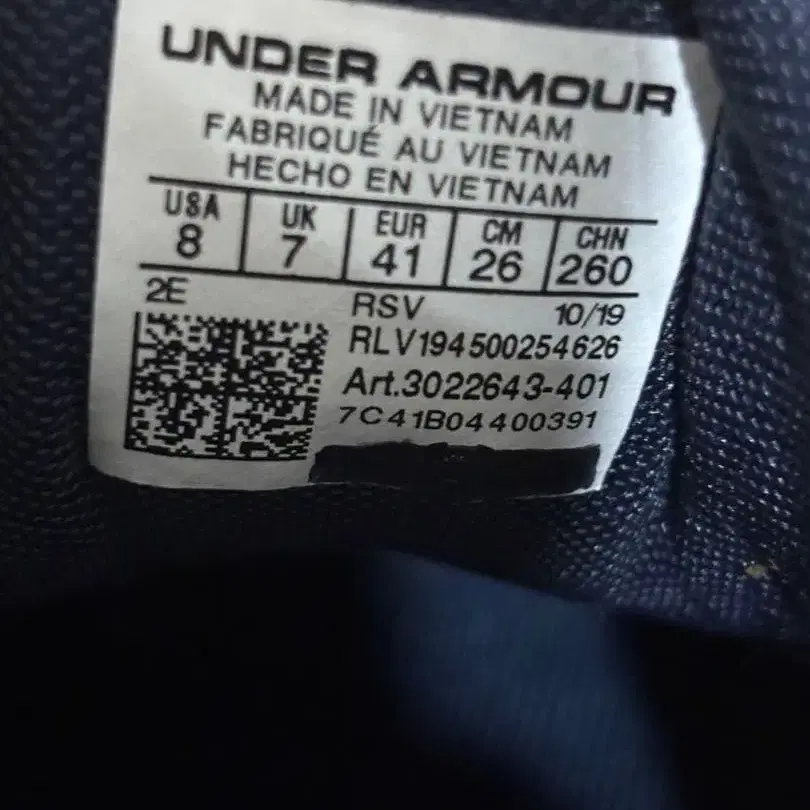 UNDER ARMOUR
MADE IN VIETNAM
FABRIQUÉ AU VIETNAM
HECHO EN VIETNAM
USA UK EUR CM CHN
8 7 41 26 260
2E RSV 10/19
RLV194500254626
Art.3022643-401
7C41B04400391